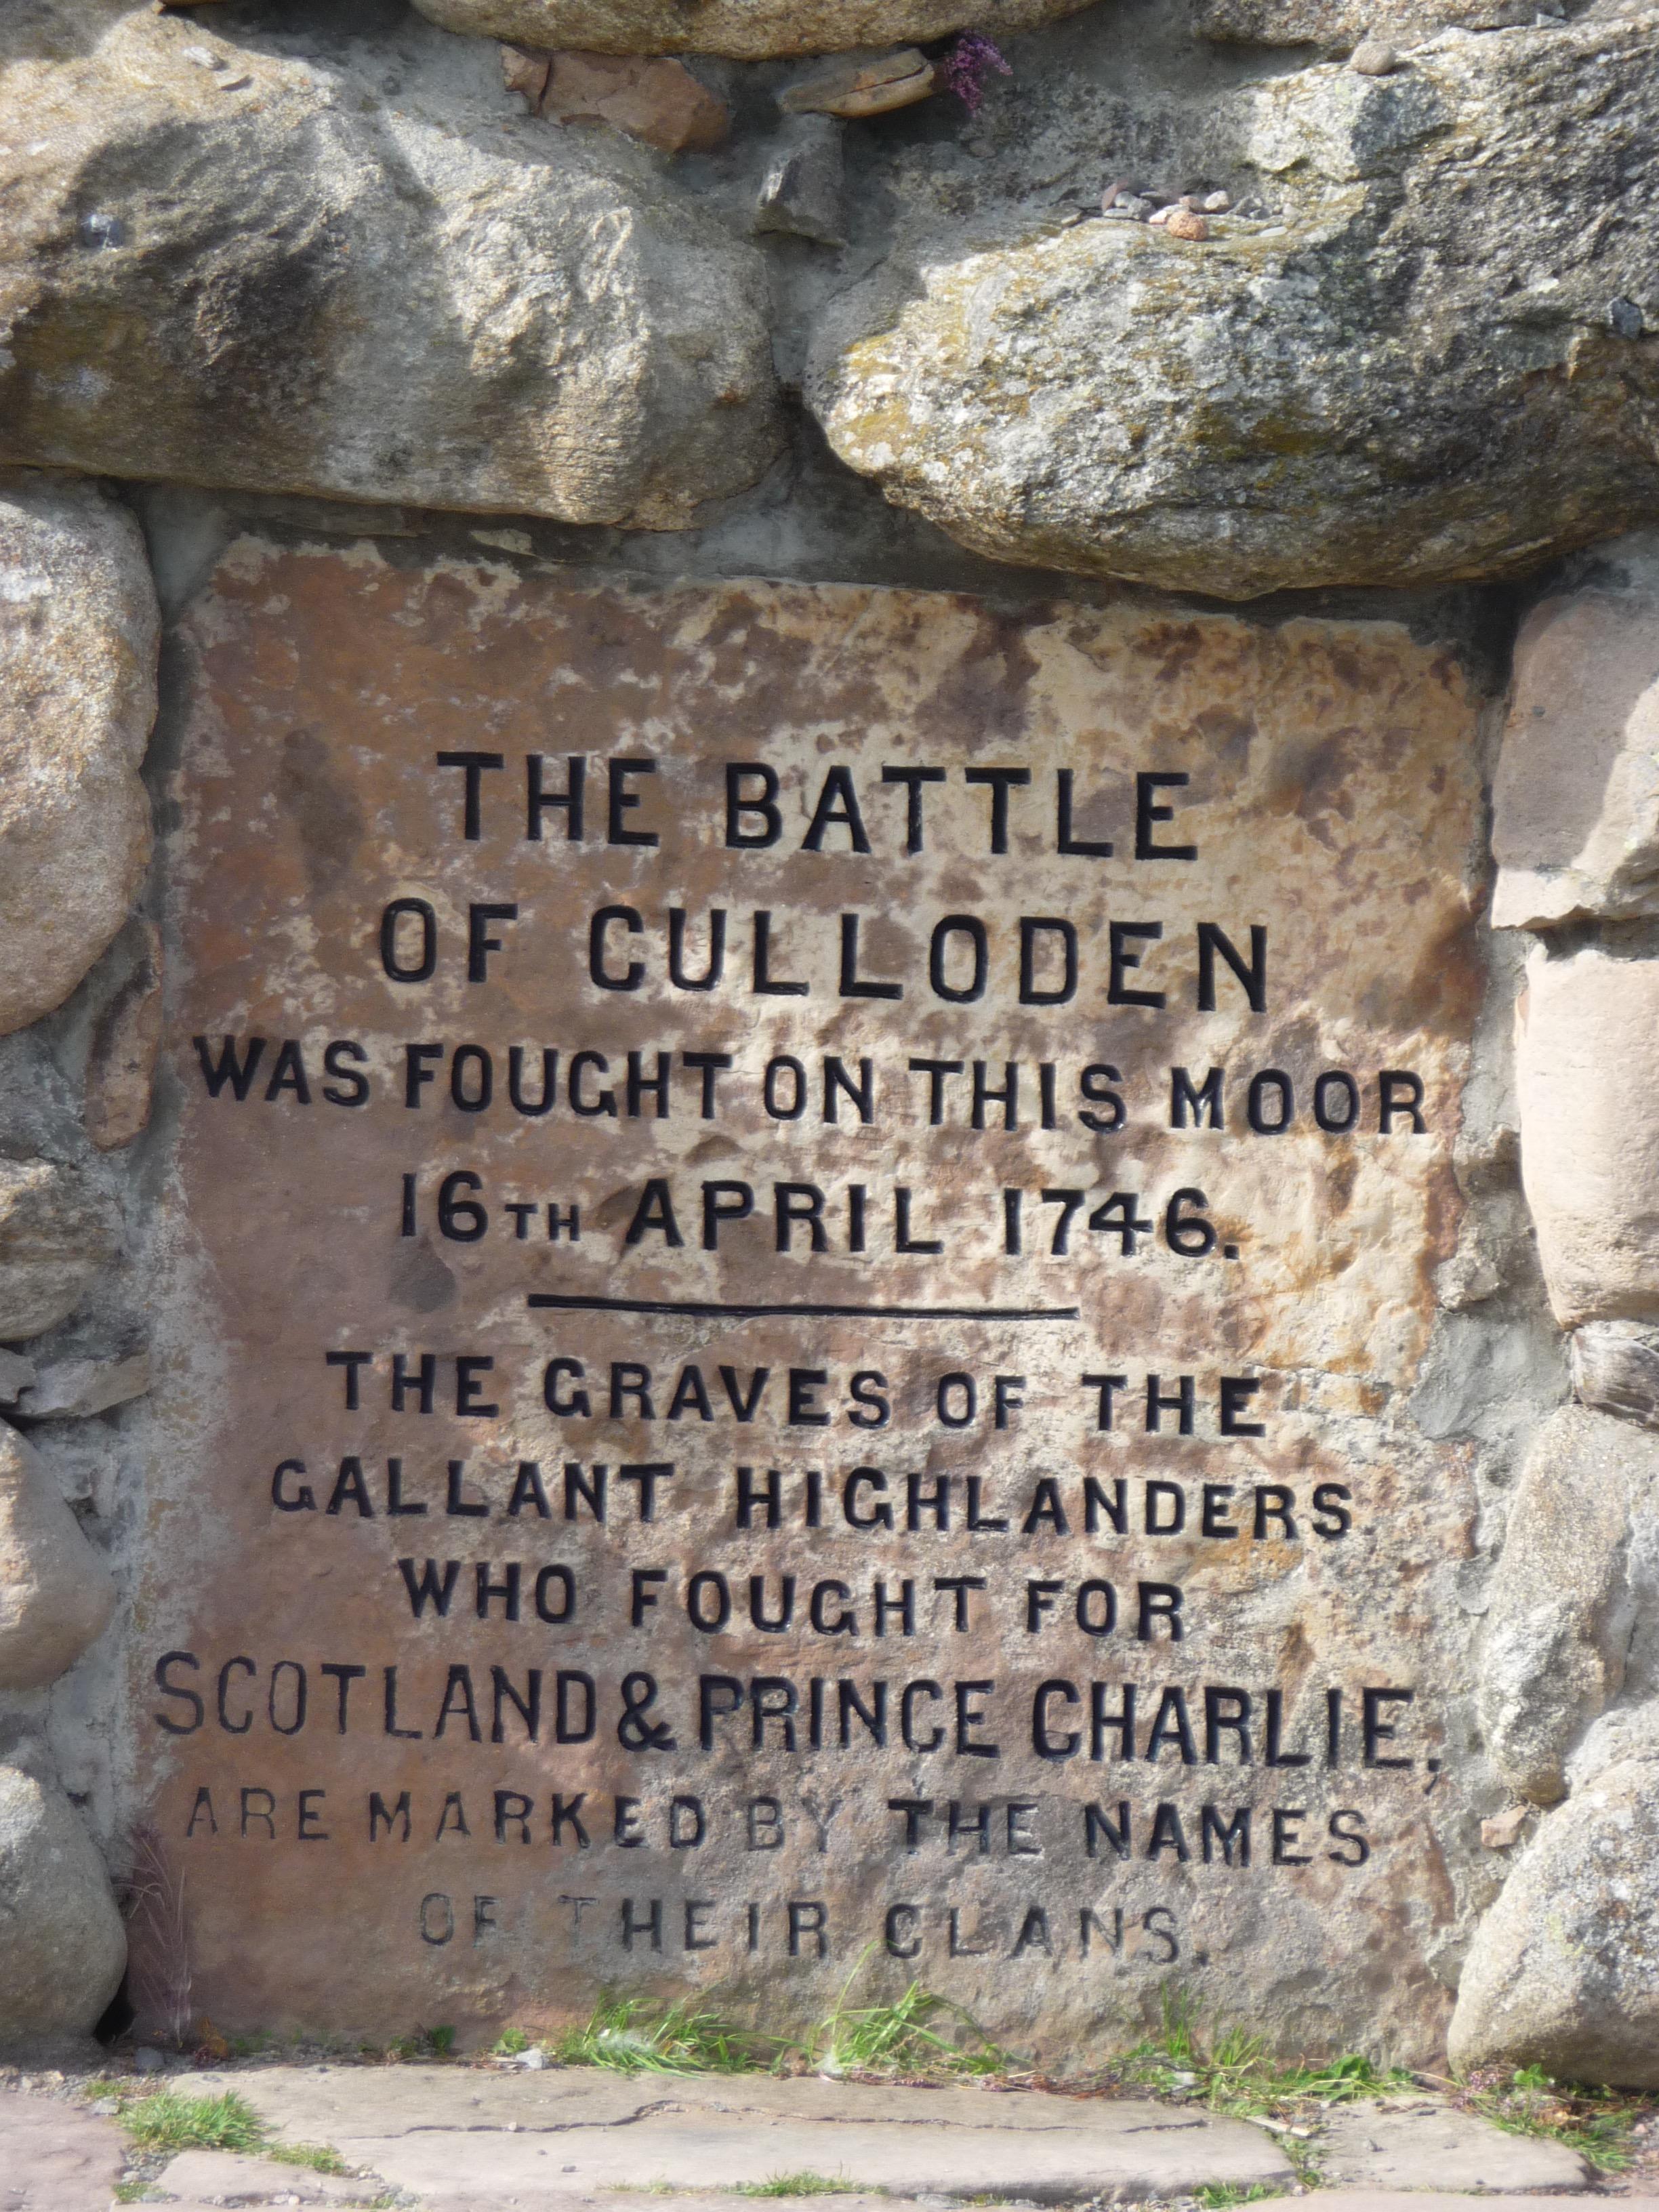 THE BATTLE
OF CULLODEN
WAS FOUGHT ON THIS MOOR
16TH APRIL 1746.
THE GRAVES OF THE
GALLANT HIGHLANDERS
WHO FOUGHT FOR
SCOTLAND & PRINCE CHARLIE,
ARE MARKED BY THE NAMES
OF THEIR CLANS.